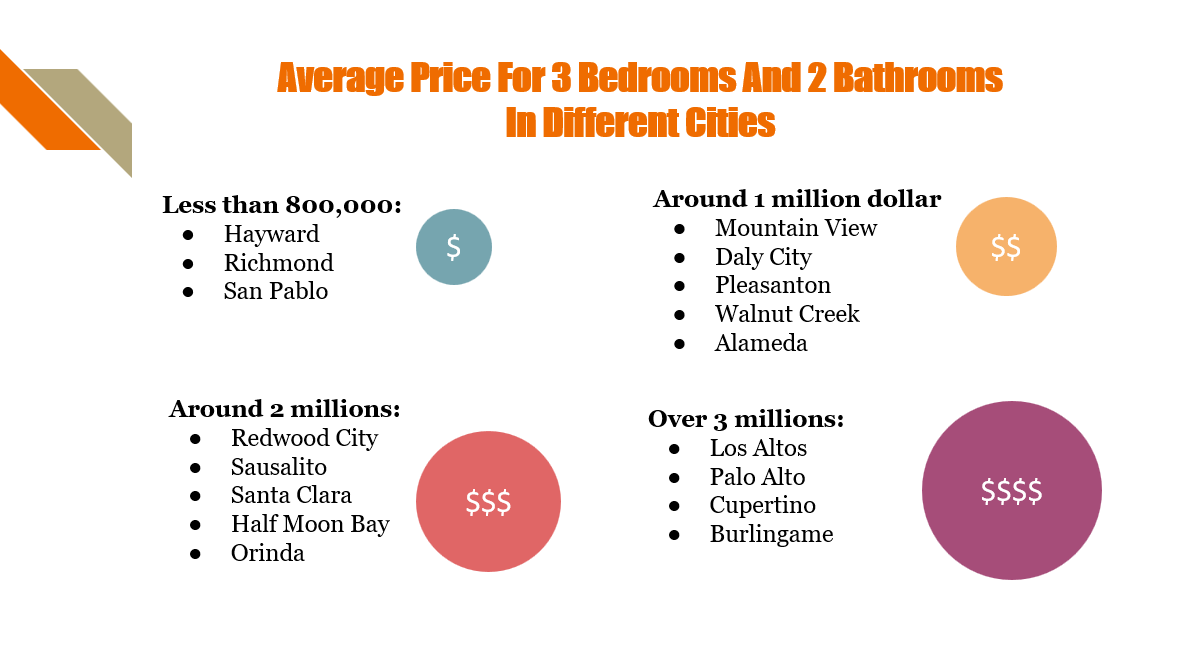 Average Price For 3 Bedrooms And 2 Bathrooms
In Different Cities
Less than 800,000:
● Hayward
● Richmond
● San Pablo
$
Around 1 million dollar
● Mountain View
● Daly City
● Pleasanton
● Walnut Creek
● Alameda
$$
Around 2 millions:
● Redwood City
● Sausalito
● Santa Clara
● Half Moon Bay
● Orinda
$$$
Over 3 millions:
● Los Altos
● Palo Alto
● Cupertino
● Burlingame
$$$$